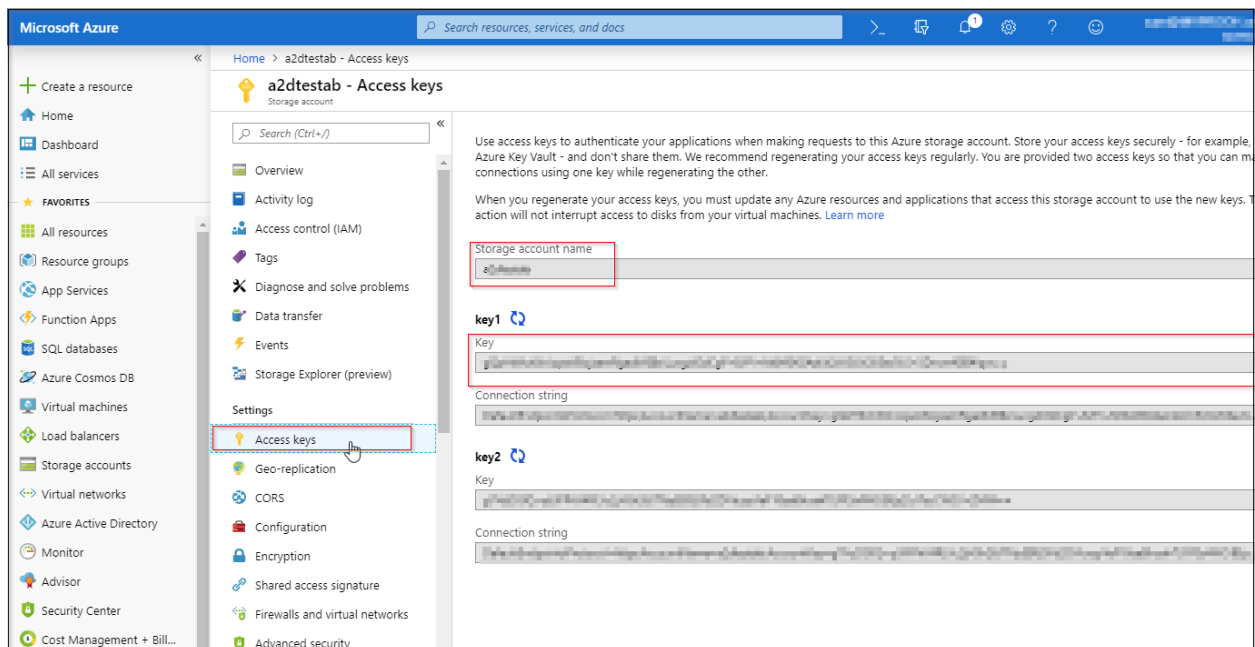 Microsoft Azure
Search resources, services, and docs
1
Create a resource
Home
Dashboard
All services
FAVORITES
All resources
Resource groups
App Services
Function Apps
SQL databases
Azure Cosmos DB
Virtual machines
Load balancers
Storage accounts
Virtual networks
Azure Active Directory
Monitor
Advisor
Security Center
Cost Management + Bill...
Home > a2dtestab - Access keys
a2dtestab - Access keys
Storage account
Search (Ctrl+/)
Overview
Activity log
Access control (IAM)
Tags
Diagnose and solve problems
Data transfer
Events
Storage Explorer (preview)
Settings
Access keys
Geo-replication
CORS
Configuration
Encryption
Shared access signature
Firewalls and virtual networks
Advanced security
Use access keys to authenticate your applications when making requests to this Azure storage account. Store your access keys securely - for example,
Azure Key Vault - and don't share them. We recommend regenerating your access keys regularly. You are provided two access keys so that you can
connections using one key while regenerating the other.
When you regenerate your access keys, you must update any Azure resources and applications that access this storage account to use the new keys.
action will not interrupt access to disks from your virtual machines. Learn more
Storage account name
key1
Key
Connection string
key2
Key
Connection string